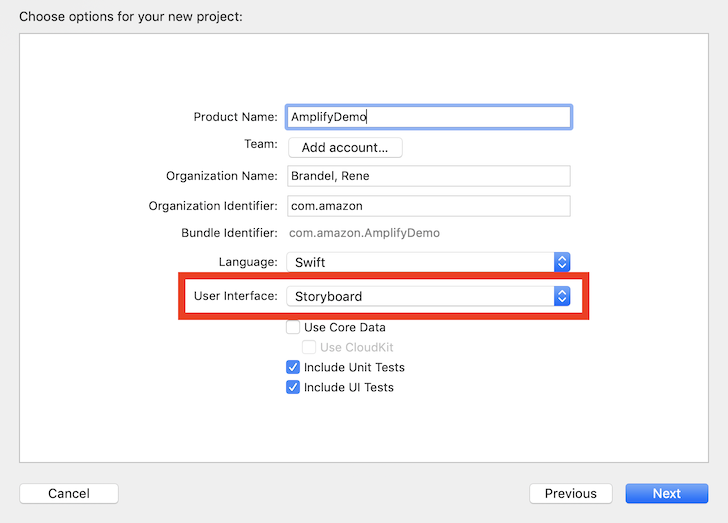 Choose options for your new project:
Product Name: AmplifyDemo
Team: Add account...
Organization Name: Brandel, Rene
Organization Identifier: com.amazon
Bundle Identifier: com.amazon.AmplifyDemo
Language: Swift
User Interface: Storyboard
Use Core Data
Use CloudKit
Include Unit Tests
Include UI Tests
Cancel Previous Next